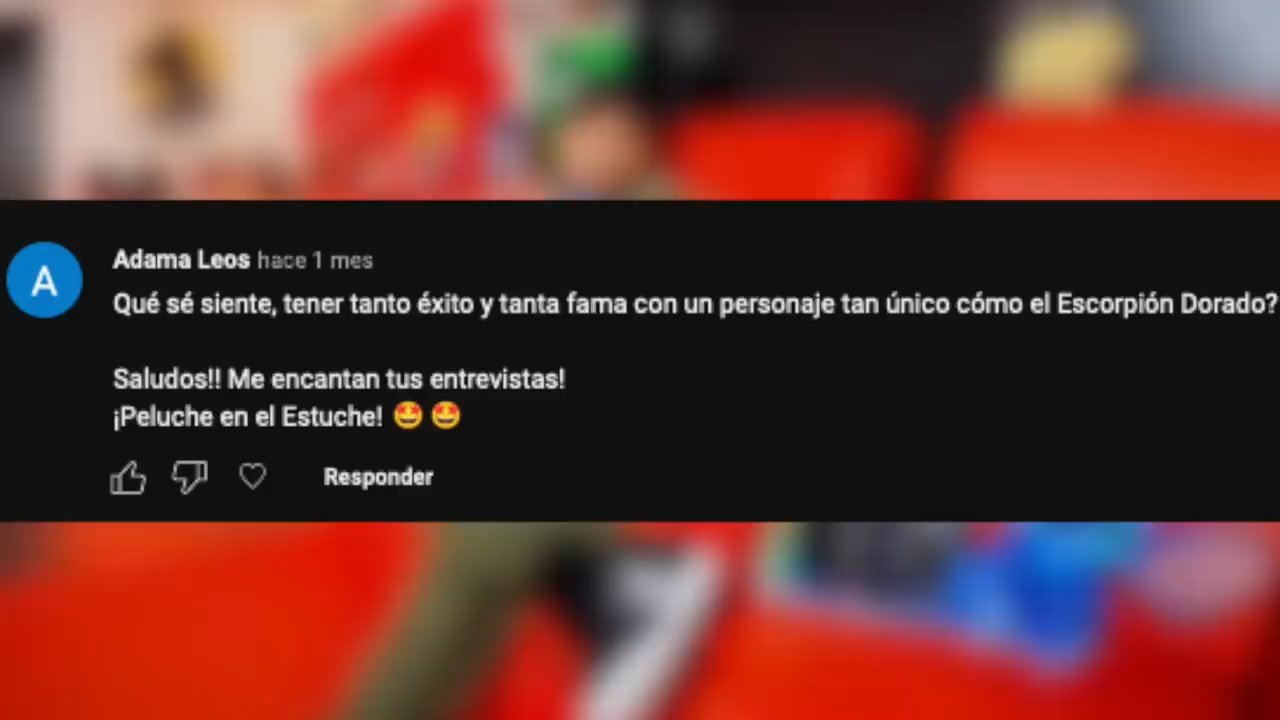 A
Adama Leos hace 1 mes
Qué sé siente, tener tanto éxito y tanta fama con un personaje tan único cómo el Escorpión Dorado?
Saludos!! Me encantan tus entrevistas!
¡Peluche en el Estuche! 🤩 🤩
Responder